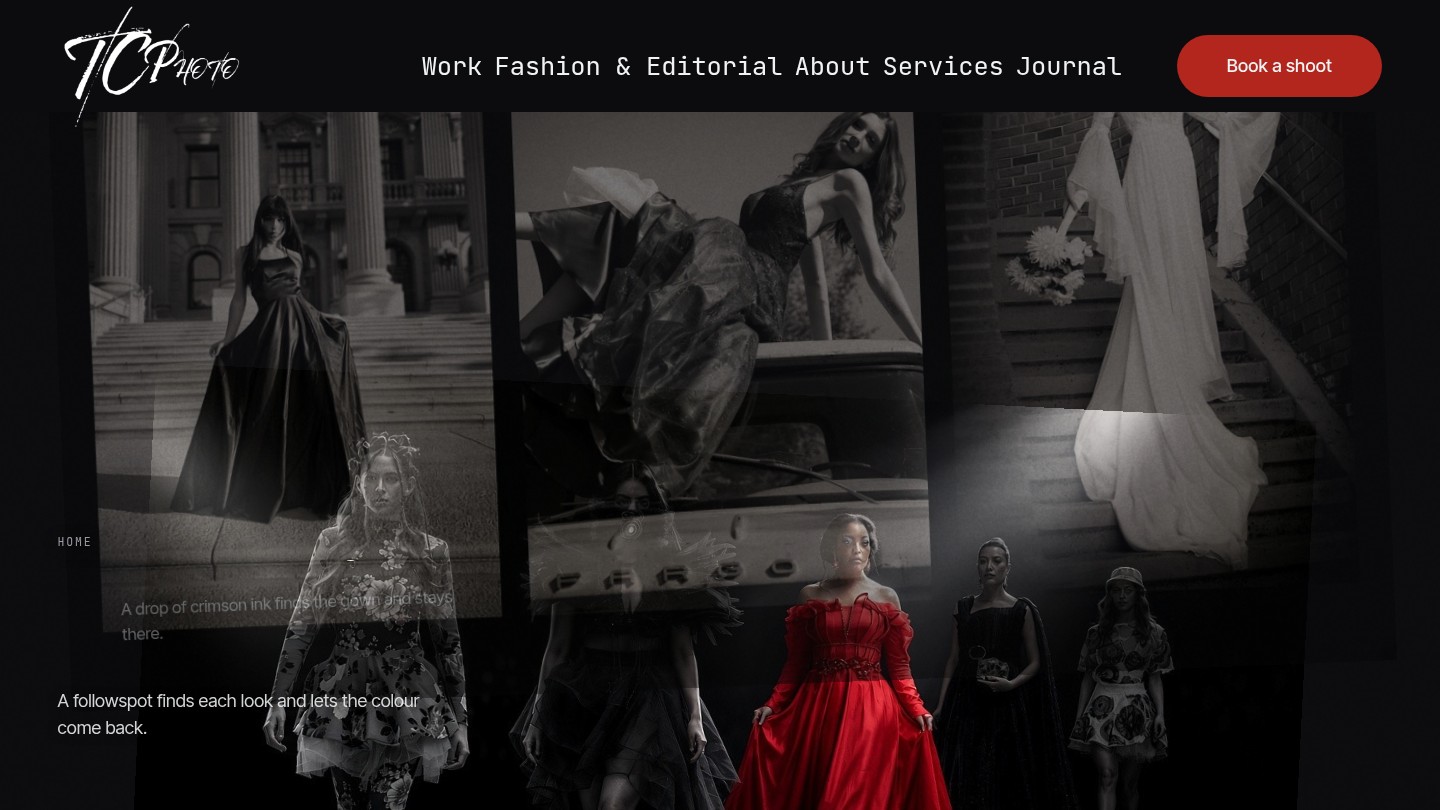 TCPHOTO
Work Fashion & Editorial About Services Journal
Book a shoot
FARGO
HOME
A drop of crimson ink finds the gown and stays
there.
A followspot finds each look and lets the colour
come back.